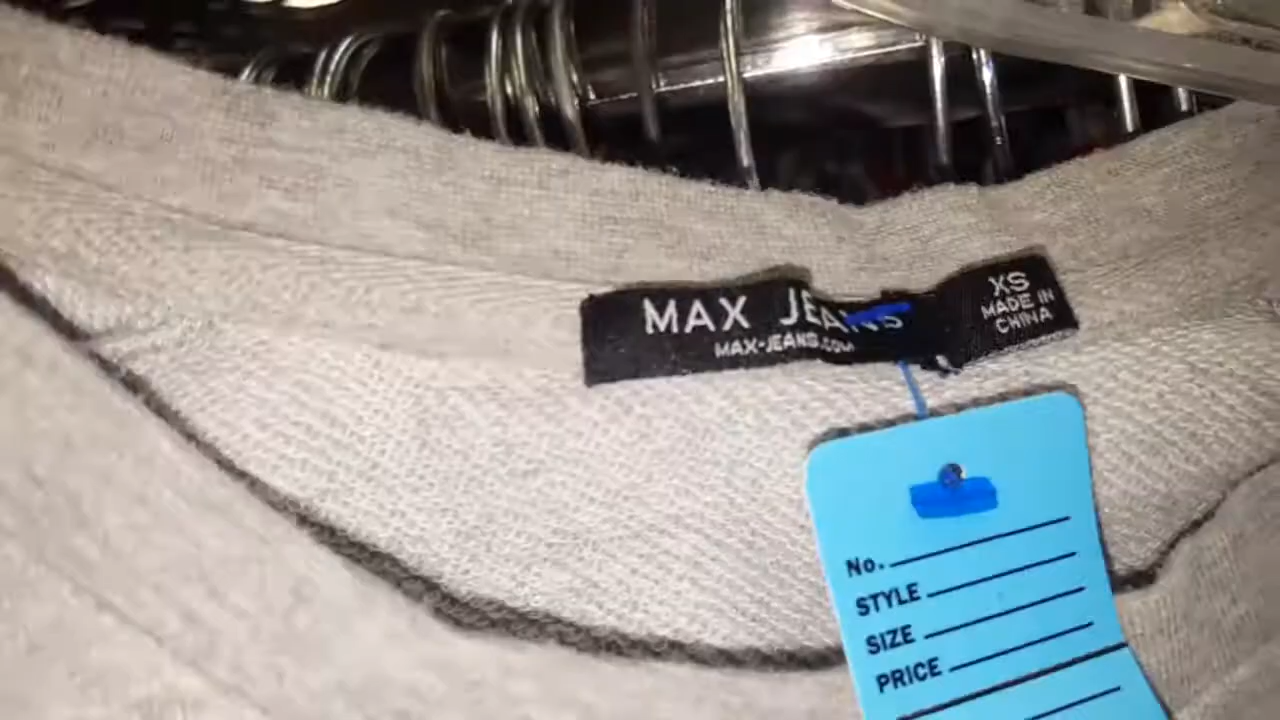 MAX JEANS
MAX-JEANS.COM
XS
MADE IN
CHINA
No.
STYLE
SIZE
PRICE